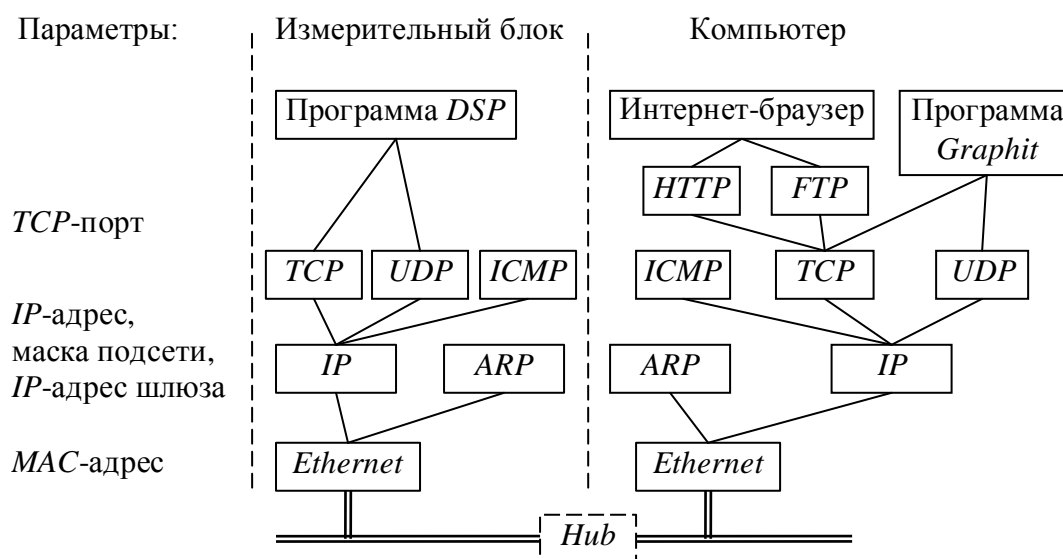 Параметры: Измерительный блок Компьютер
Программа DSP Интернет-браузер Программа
Graphit
HTTP FTP
TCP-порт
TCP UDP ICMP ICMP TCP UDP
IP-адрес,
маска подсети,
IP-адрес шлюза
IP ARP ARP IP
MAC-адрес Ethernet Ethernet
Hub